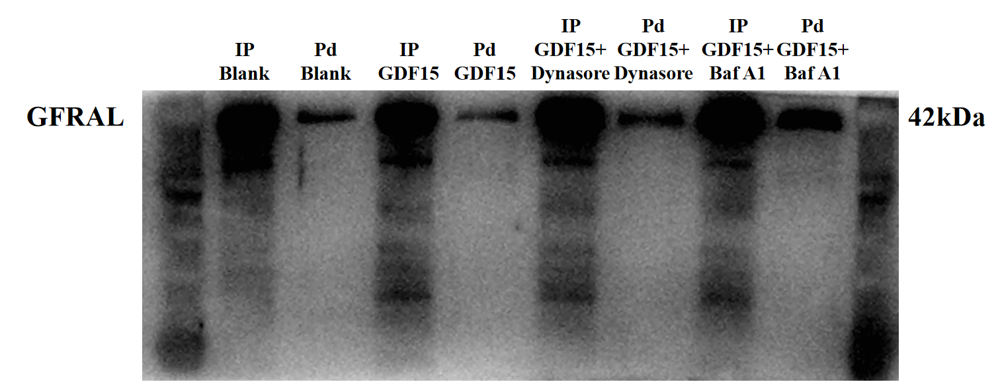 IP
Blank
Pd
Blank
IP
GDF15
Pd
GDF15
IP
GDF15+
Dynasore
Pd
GDF15+
Dynasore
IP
GDF15+
Baf A1
Pd
GDF15+
Baf A1
GFRAL
42kDa